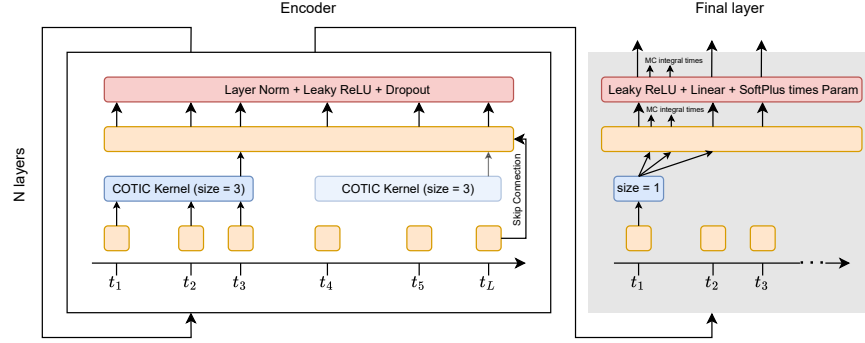 Encoder
Final layer
N layers
Layer Norm + Leaky ReLU + Dropout
COTIC Kernel (size = 3)
COTIC Kernel (size = 3)
Skip Connection
t1
t2
t3
t4
t5
tL
MC integral times
Leaky ReLU + Linear + SoftPlus times Param
MC integral times
size = 1
t1
t2
t3
...